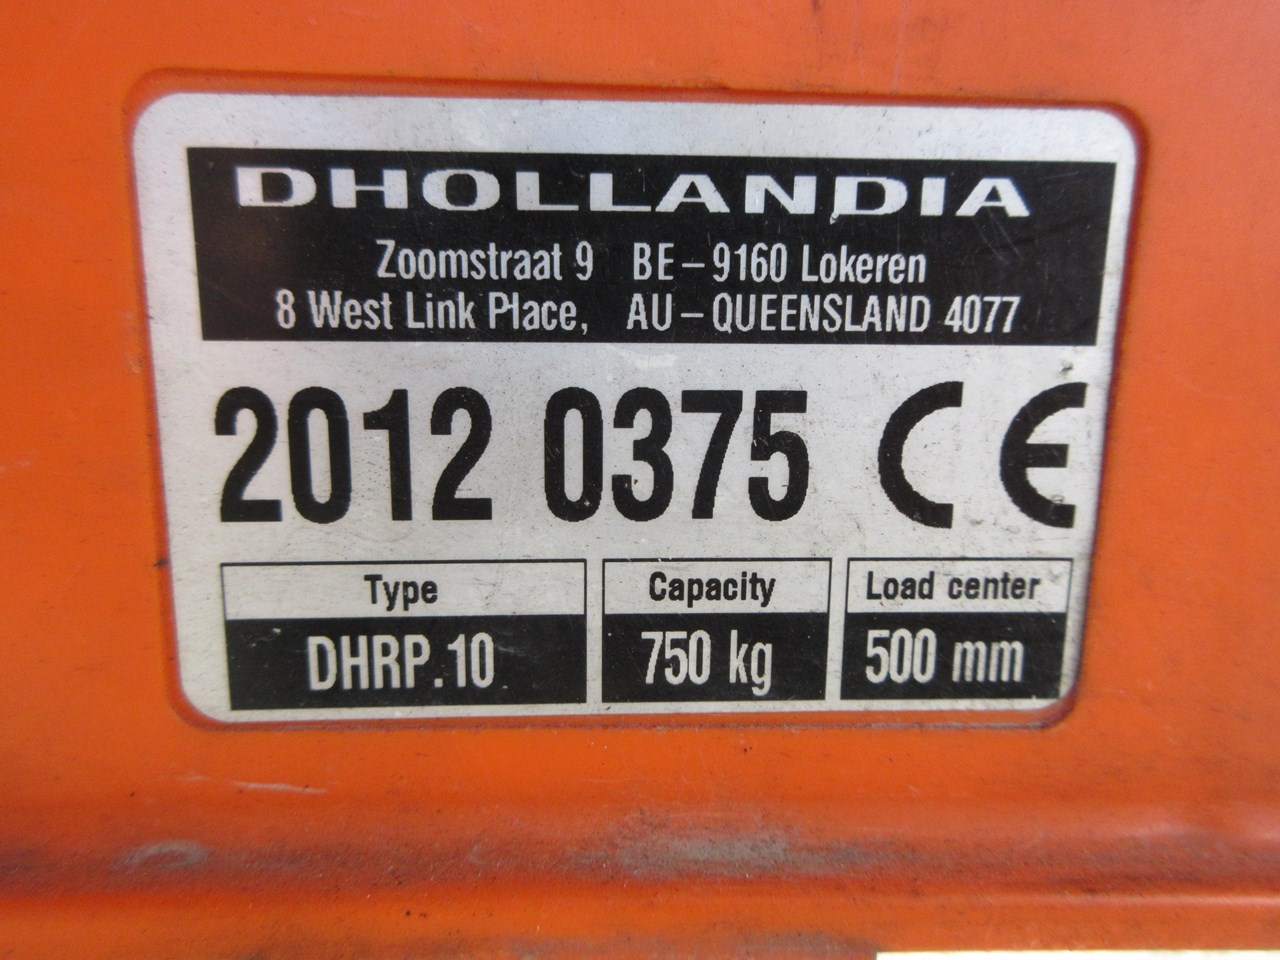 DHOLLANDIA
Zoomstraat 9 BE-9160 Lokeren
8 West Link Place, AU-QUEENSLAND 4077
2012 0375 CE
Type Capacity Load center
DHRP.10 750 kg 500 mm